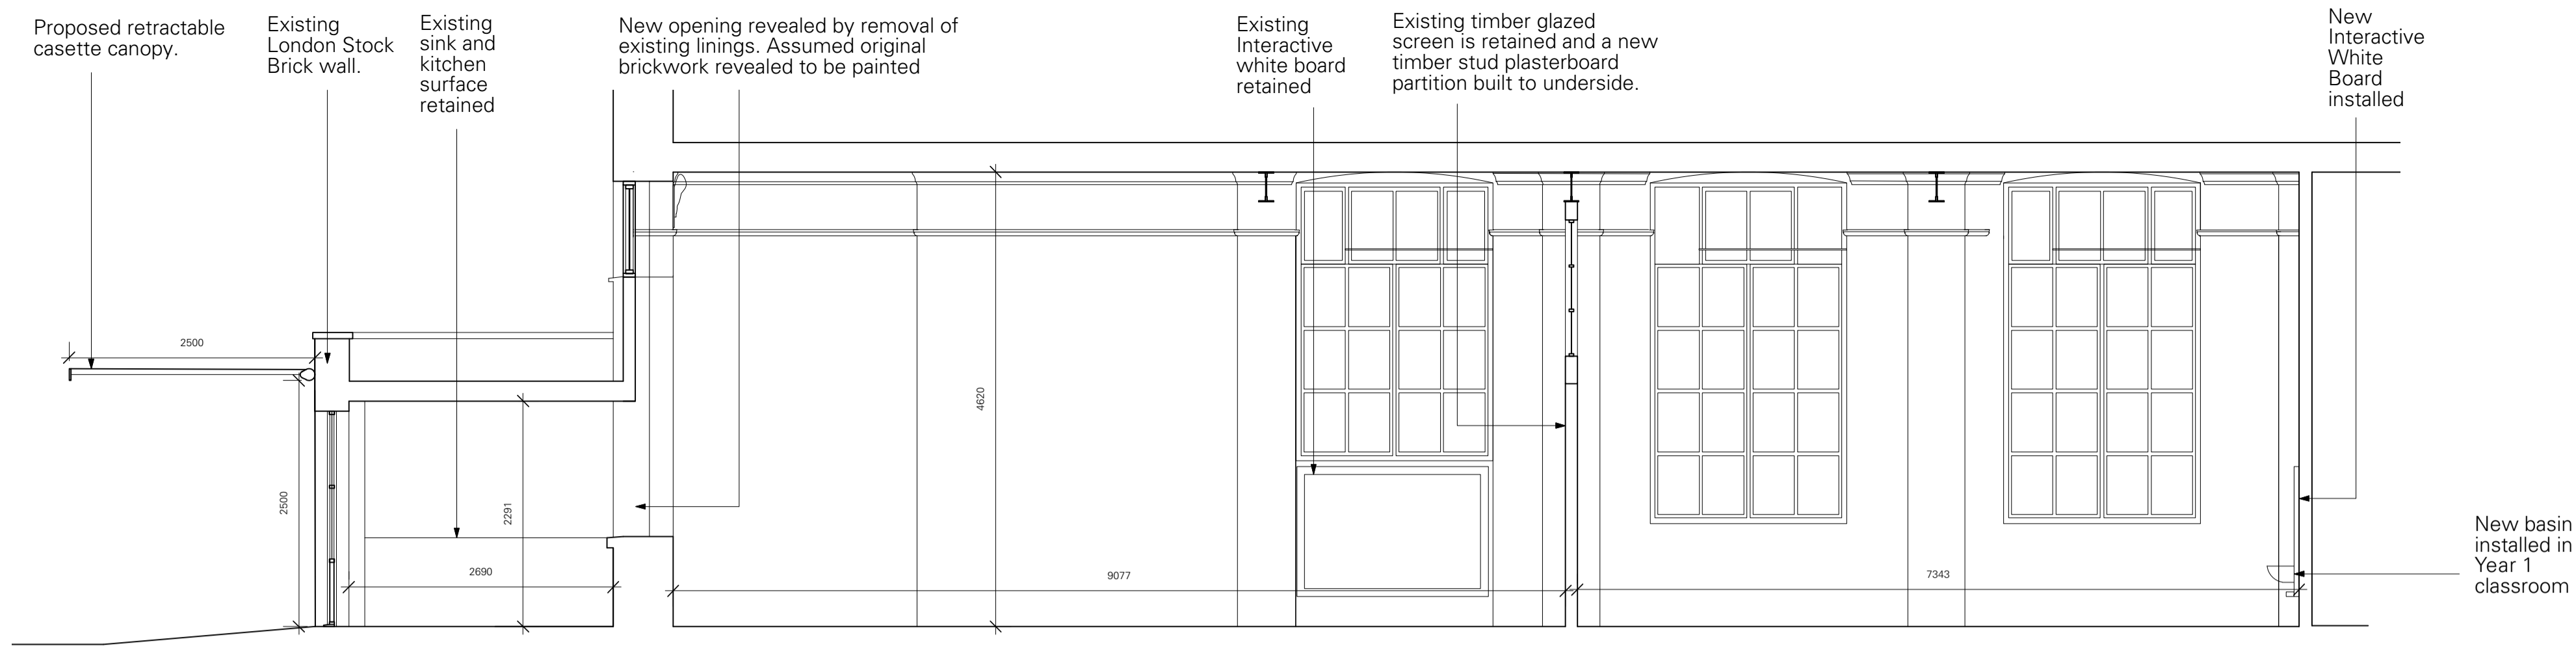 Proposed retractable
casette canopy.
Existing
London Stock
Brick wall.
Existing
sink and
kitchen
surface
retained
New opening revealed by removal of
existing linings. Assumed original
brickwork revealed to be painted
Existing
Interactive
white board
retained
Existing timber glazed
screen is retained and a new
timber stud plasterboard
partition built to underside.
New
Interactive
White
Board
installed
2500
4620
2500
2291
2690
9077
7343
New basin
installed in
Year 1
classroom